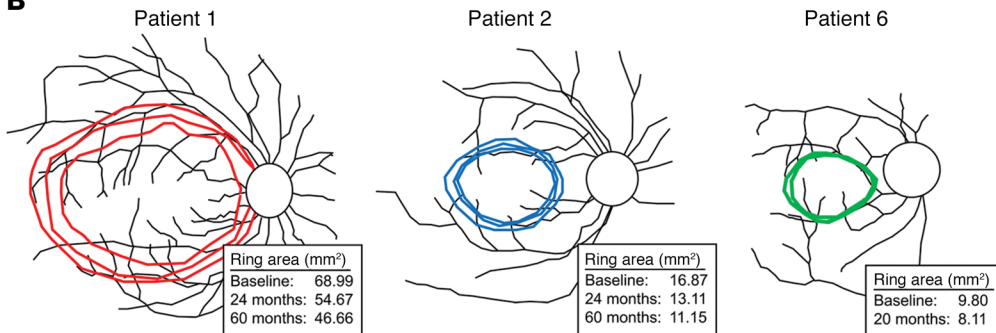 B
Patient 1
Patient 2
Patient 6
Ring area (mm²)
Baseline: 68.99
24 months: 54.67
60 months: 46.66
Ring area (mm²)
Baseline: 16.87
24 months: 13.11
60 months: 11.15
Ring area (mm²)
Baseline: 9.80
20 months: 8.11